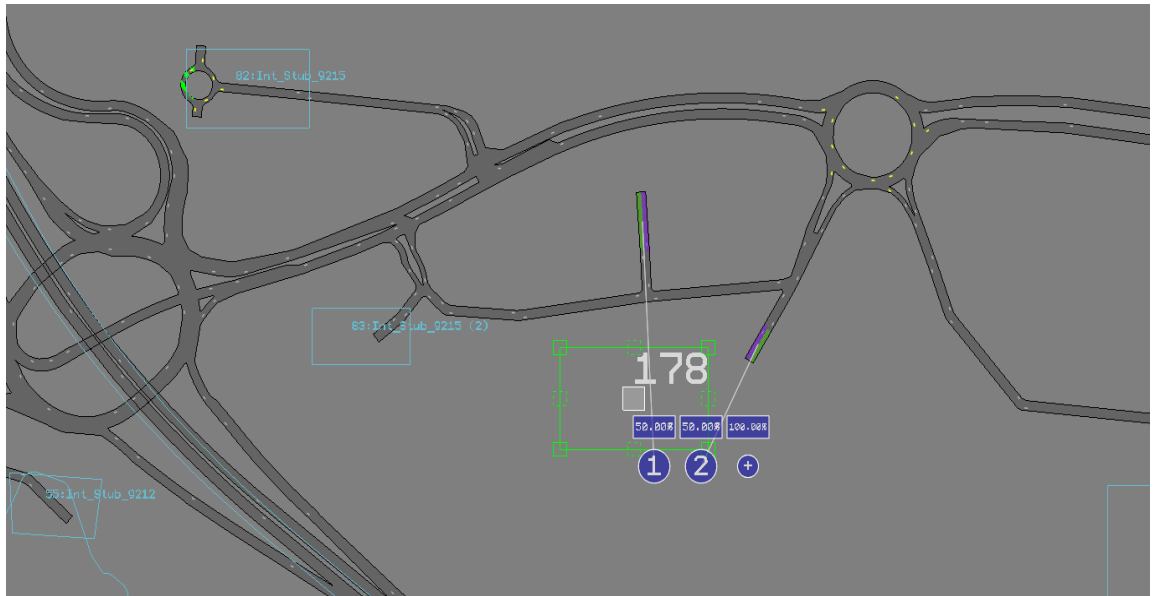 82:Int_Stub_9215
83:Int_Stub_9215 (2)
178
50.00% 50.00% 100.00%
1 2 +
55:Int_Stub_9212